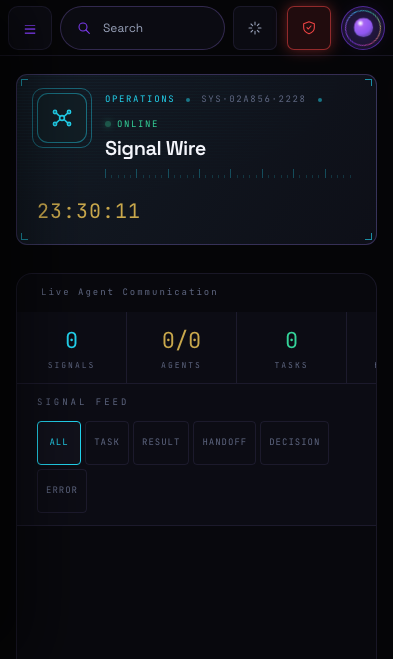 Search
OPERATIONS SYS·02A856·2228
ONLINE
Signal Wire
23:30:11
Live Agent Communication
0 0/0 0
SIGNALS AGENTS TASKS
SIGNAL FEED
ALL TASK RESULT HANDOFF DECISION
ERROR